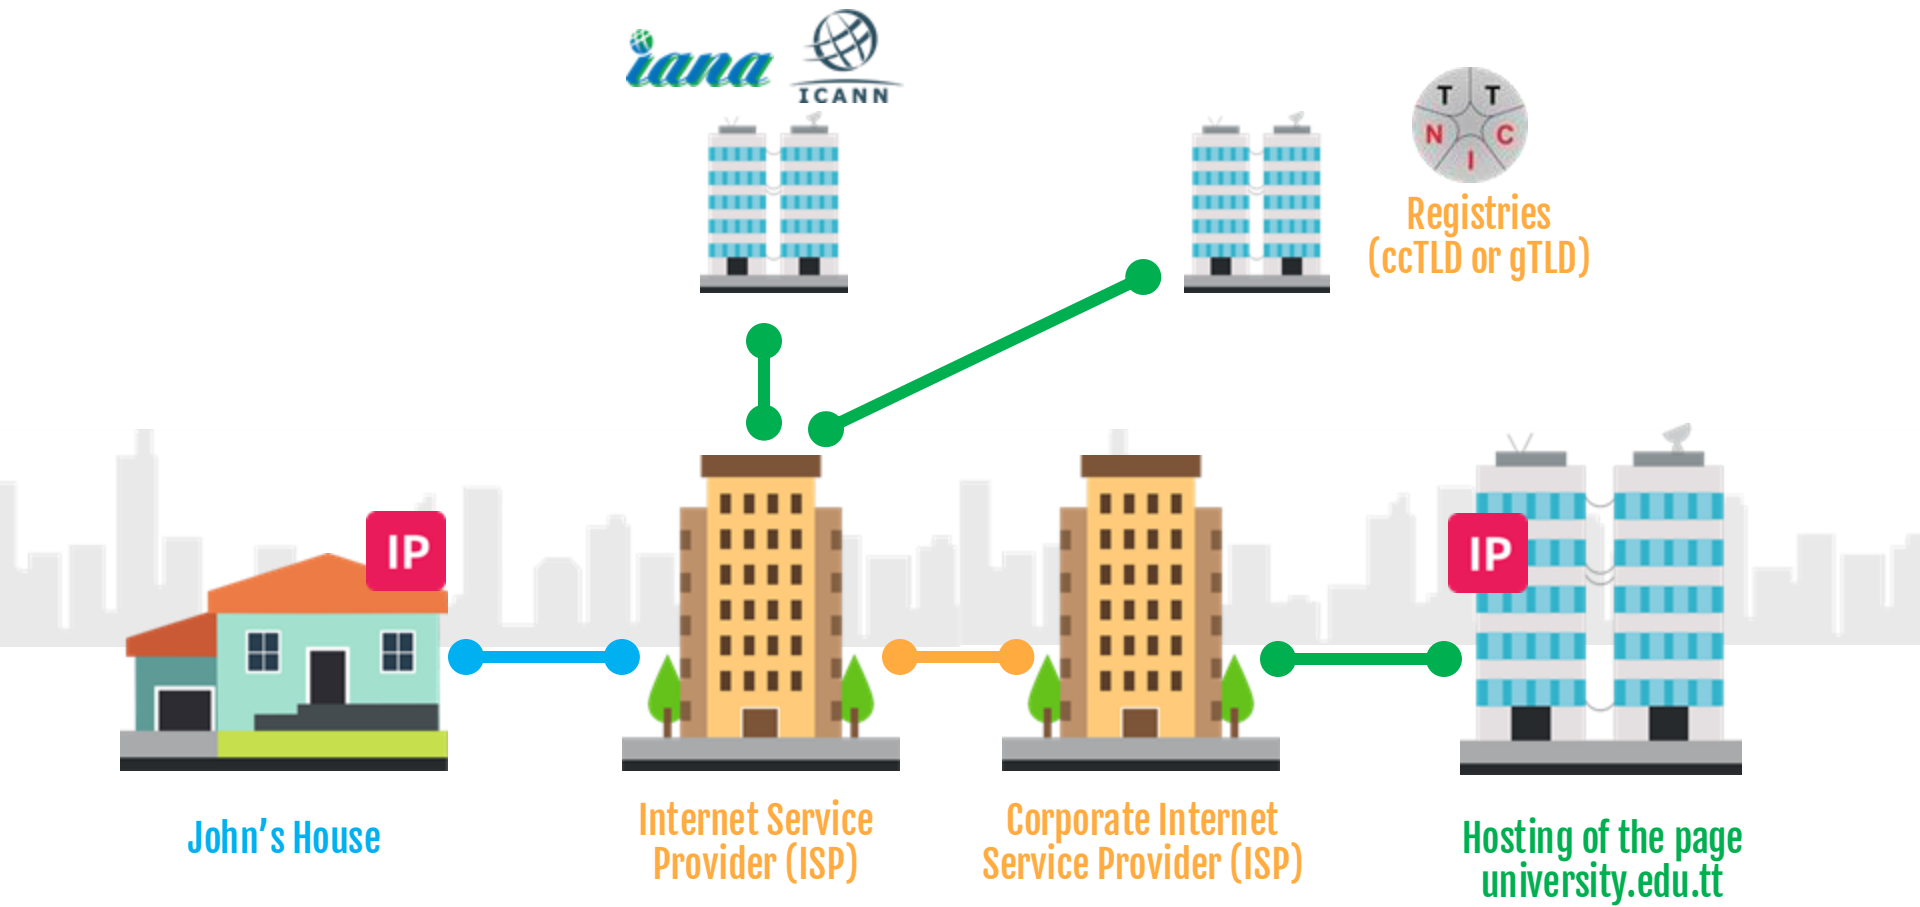 iana
ICANN
T T
N C
I
Registries
(ccTLD or gTLD)
IP
IP
John's House
Internet Service
Provider (ISP)
Corporate Internet
Service Provider (ISP)
Hosting of the page
university.edu.tt